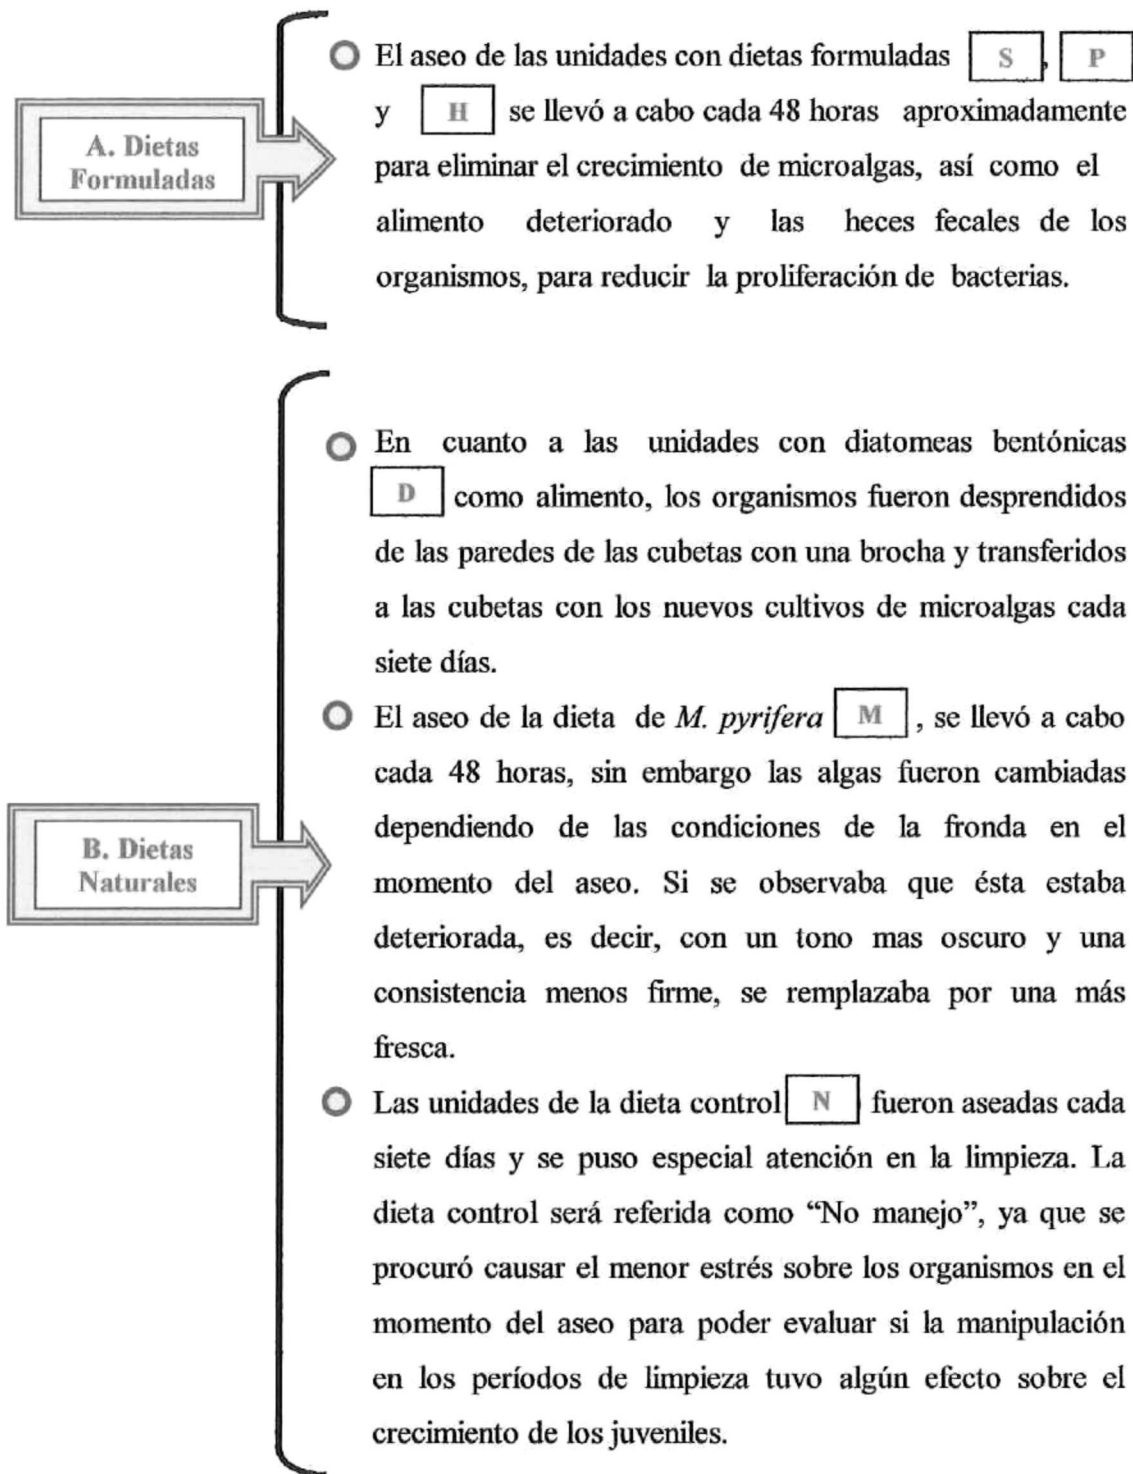 A. Dietas
Formuladas
El aseo de las unidades con dietas formuladas S, P
y H se llevó a cabo cada 48 horas aproximadamente
para eliminar el crecimiento de microalgas, así como el
alimento deteriorado y las heces fecales de los
organismos, para reducir la proliferación de bacterias.
B. Dietas
Naturales
En cuanto a las unidades con diatomeas bentónicas
D como alimento, los organismos fueron desprendidos
de las paredes de las cubetas con una brocha y transferidos
a las cubetas con los nuevos cultivos de microalgas cada
siete días.
El aseo de la dieta de M. pyrifera M , se llevó a cabo
cada 48 horas, sin embargo las algas fueron cambiadas
dependiendo de las condiciones de la fronda en el
momento del aseo. Si se observaba que ésta estaba
deteriorada, es decir, con un tono mas oscuro y una
consistencia menos firme, se remplazaba por una más
fresca.
Las unidades de la dieta control N fueron aseadas cada
siete días y se puso especial atención en la limpieza. La
dieta control será referida como “No manejo”, ya que se
procuró causar el menor estrés sobre los organismos en el
momento del aseo para poder evaluar si la manipulación
en los períodos de limpieza tuvo algún efecto sobre el
crecimiento de los juveniles.